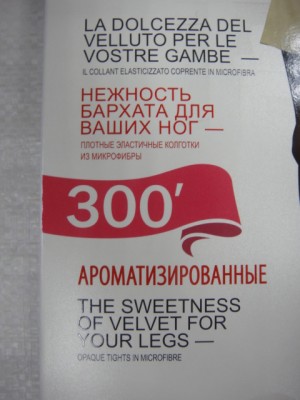 LA DOLCEZZA DEL
VELLUTO PER LE
VOSTRE GAMBE —
IL COLLANT ELASTICIZZATO COPRENTE IN MICROFIBRA
НЕЖНОСТЬ
БАРХАТА ДЛЯ
ВАШИХ НОГ —
ПЛОТНЫЕ ЭЛАСТИЧНЫЕ КОЛГОТКИ
ИЗ МИКРОФИБРЫ
300'
АРОМАТИЗИРОВАННЫЕ
THE SWEETNESS
OF VELVET FOR
YOUR LEGS —
OPAQUE TIGHTS IN MICROFIBRE